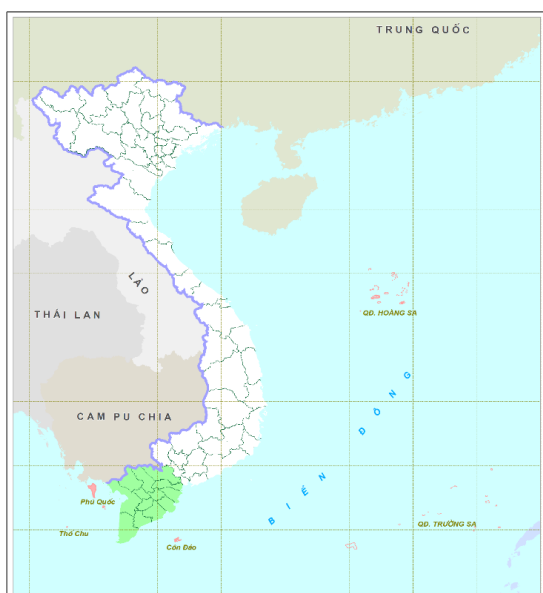 TRUNG QUỐC
LÀO
THÁI LAN
QĐ. HOÀNG SA
CAM PU CHIA
BIỂN ĐÔNG
Phú Quốc
Thổ Chu
Côn Đảo
QĐ. TRƯỜNG SA